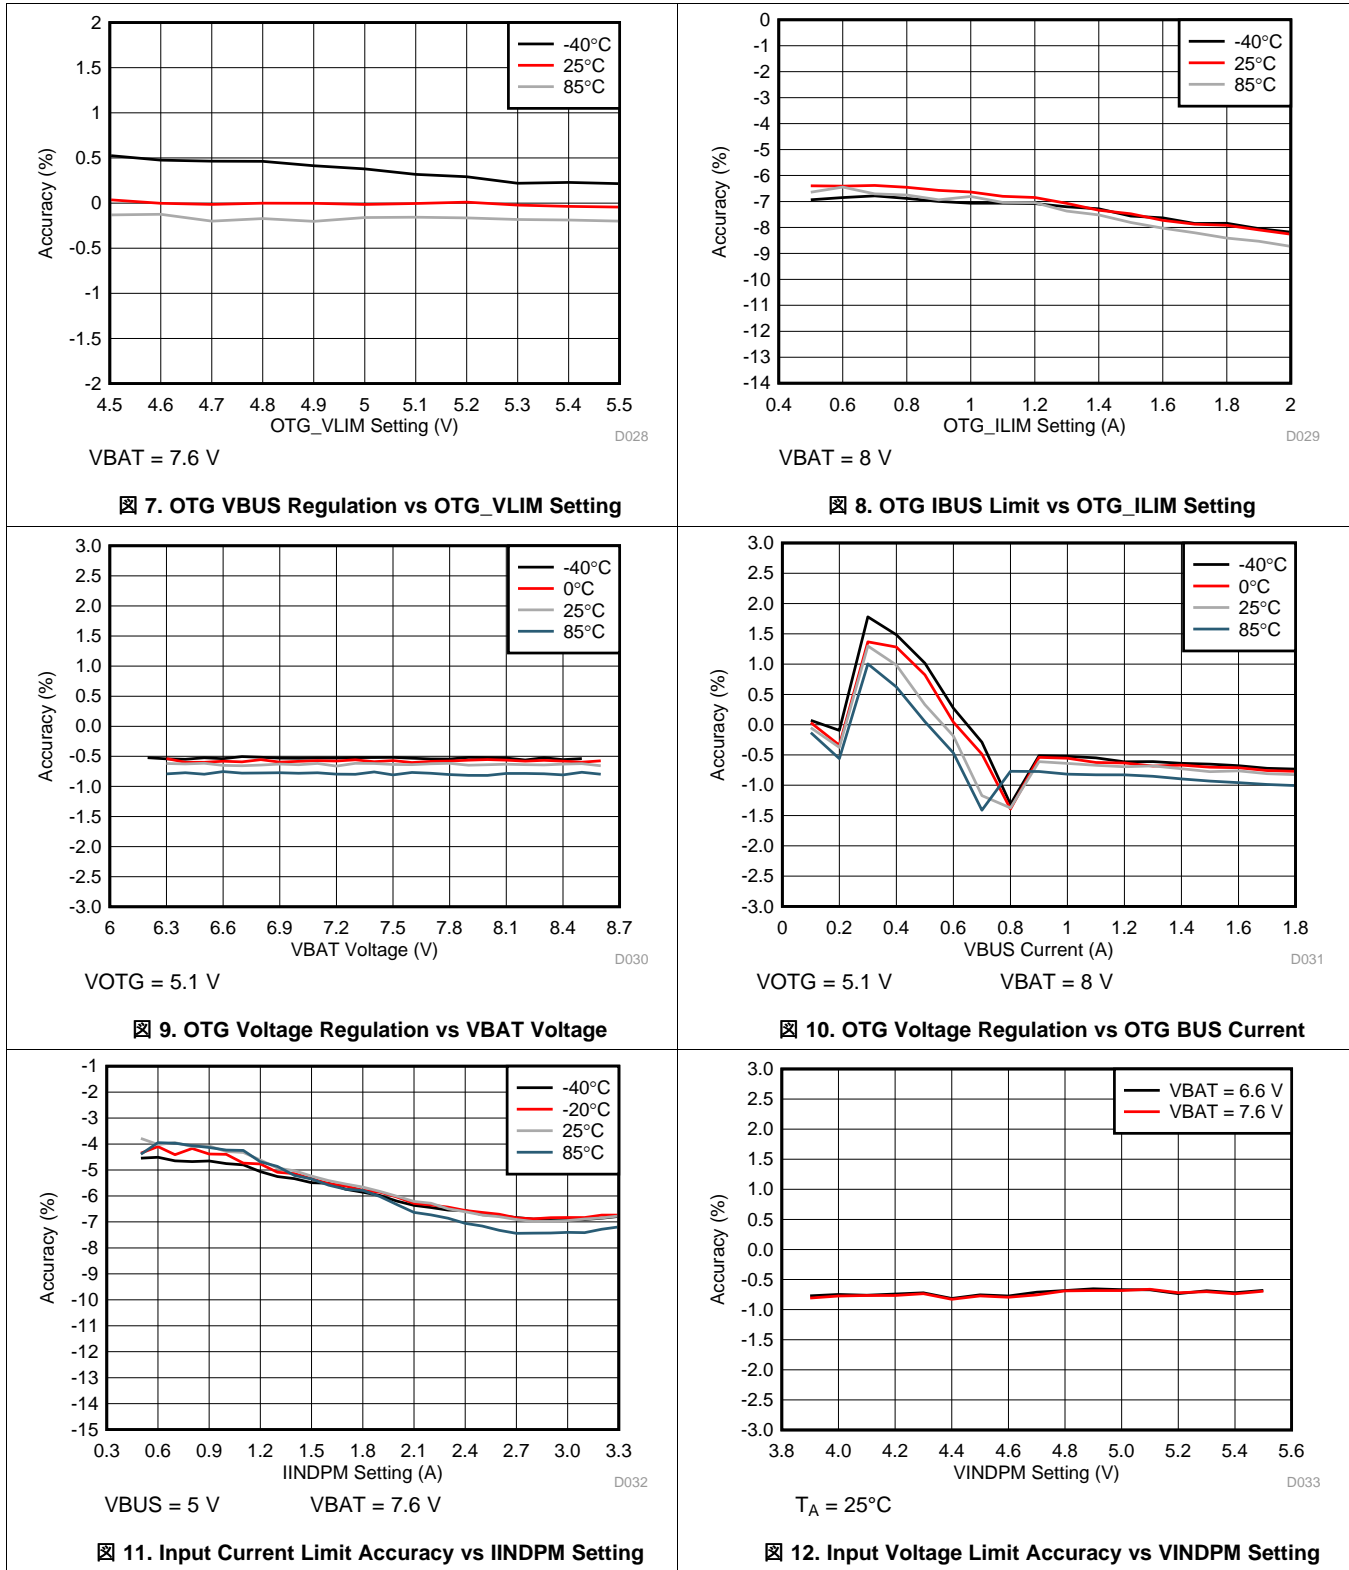 2
1.5
1
0.5
0
-0.5
-1
-1.5
-2
Accuracy (%)
-40°C
25°C
85°C
4.5 4.6 4.7 4.8 4.9 5 5.1 5.2 5.3 5.4 5.5
OTG_VLIM Setting (V)
D028
VBAT = 7.6 V
図 7. OTG VBUS Regulation vs OTG_VLIM Setting
0
-1
-2
-3
-4
-5
-6
-7
-8
-9
-10
-11
-12
-13
-14
Accuracy (%)
-40°C
25°C
85°C
0.4 0.6 0.8 1 1.2 1.4 1.6 1.8 2
OTG_ILIM Setting (A)
D029
VBAT = 8 V
図 8. OTG IBUS Limit vs OTG_ILIM Setting
3.0
2.5
2.0
1.5
1.0
0.5
0.0
-0.5
-1.0
-1.5
-2.0
-2.5
-3.0
Accuracy (%)
-40°C
0°C
25°C
85°C
6 6.3 6.6 6.9 7.2 7.5 7.8 8.1 8.4 8.7
VBAT Voltage (V)
D030
VOTG = 5.1 V
図 9. OTG Voltage Regulation vs VBAT Voltage
3.0
2.5
2.0
1.5
1.0
0.5
0.0
-0.5
-1.0
-1.5
-2.0
-2.5
-3.0
Accuracy (%)
-40°C
0°C
25°C
85°C
0 0.2 0.4 0.6 0.8 1 1.2 1.4 1.6 1.8
VBUS Current (A)
D031
VOTG = 5.1 V VBAT = 8 V
図 10. OTG Voltage Regulation vs OTG BUS Current
-1
-2
-3
-4
-5
-6
-7
-8
-9
-10
-11
-12
-13
-14
-15
Accuracy (%)
-40°C
-20°C
25°C
85°C
0.3 0.6 0.9 1.2 1.5 1.8 2.1 2.4 2.7 3.0 3.3
IINDPM Setting (A)
D032
VBUS = 5 V VBAT = 7.6 V
図 11. Input Current Limit Accuracy vs IINDPM Setting
3.0
2.5
2.0
1.5
1.0
0.5
0.0
-0.5
-1.0
-1.5
-2.0
-2.5
-3.0
Accuracy (%)
VBAT = 6.6 V
VBAT = 7.6 V
3.8 4.0 4.2 4.4 4.6 4.8 5.0 5.2 5.4 5.6
VINDPM Setting (V)
D033
TA = 25°C
図 12. Input Voltage Limit Accuracy vs VINDPM Setting